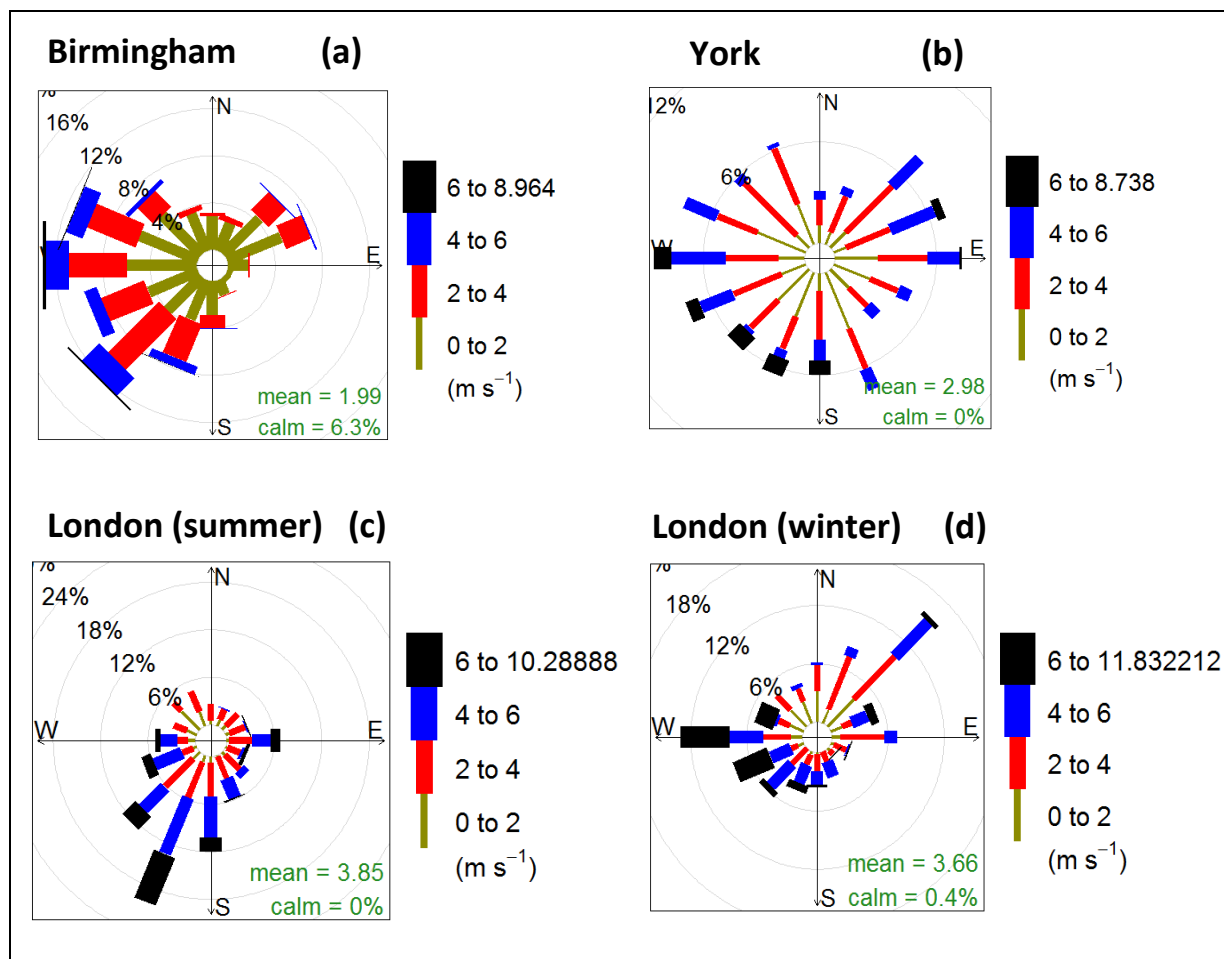 Birmingham (a)
%
16%
12%
8%
4%
N
E
S
mean = 1.99
calm = 6.3%
6 to 8.964
4 to 6
2 to 4
0 to 2
(m s⁻¹)
York (b)
12%
6%
N
W
E
S
mean = 2.98
calm = 0%
6 to 8.738
4 to 6
2 to 4
0 to 2
(m s⁻¹)
London (summer) (c)
%
24%
18%
12%
6%
N
W
E
S
mean = 3.85
calm = 0%
6 to 10.28888
4 to 6
2 to 4
0 to 2
(m s⁻¹)
London (winter) (d)
%
18%
12%
6%
N
W
E
S
mean = 3.66
calm = 0.4%
6 to 11.832212
4 to 6
2 to 4
0 to 2
(m s⁻¹)